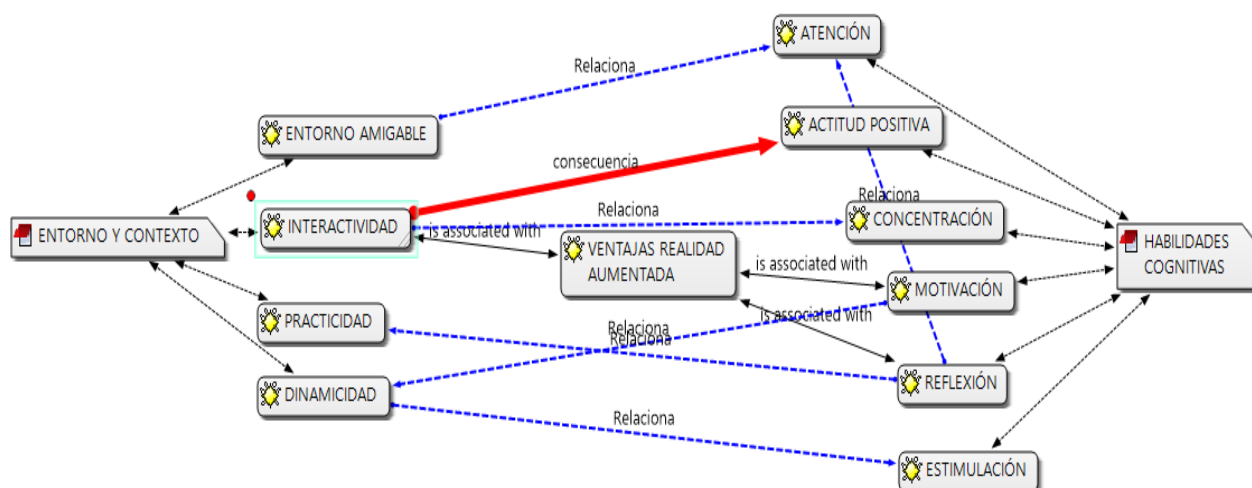 ATENCIÓN
Relaciona
ACTITUD POSITIVA
ENTORNO AMIGABLE
consecuencia
Relaciona
CONCENTRACIÓN
Relaciona
INTERACTIVIDAD
is associated with
ENTORNO Y CONTEXTO
VENTAJAS REALIDAD
AUMENTADA
HABILIDADES
COGNITIVAS
is associated with
MOTIVACIÓN
PRACTICIDAD
is associated with
Relaciona
Relaciona
REFLEXIÓN
DINAMICIDAD
Relaciona
ESTIMULACIÓN